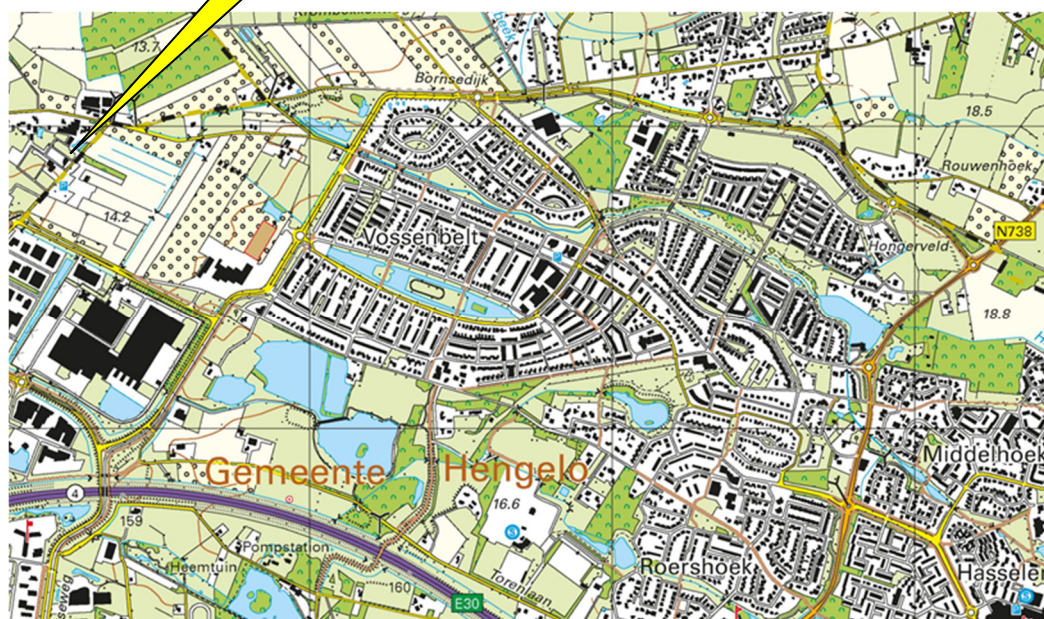 13.7
Bornsedijk
beek
18.5
Rouwenhoek
14.2
Vossenbelt
N738
Hongerveld
18.8
Middelhoek
Gemeente Hengelo
4
16.6
159
Pompstation
Heemtuin
160
Torenlaan
Roershoek
E30